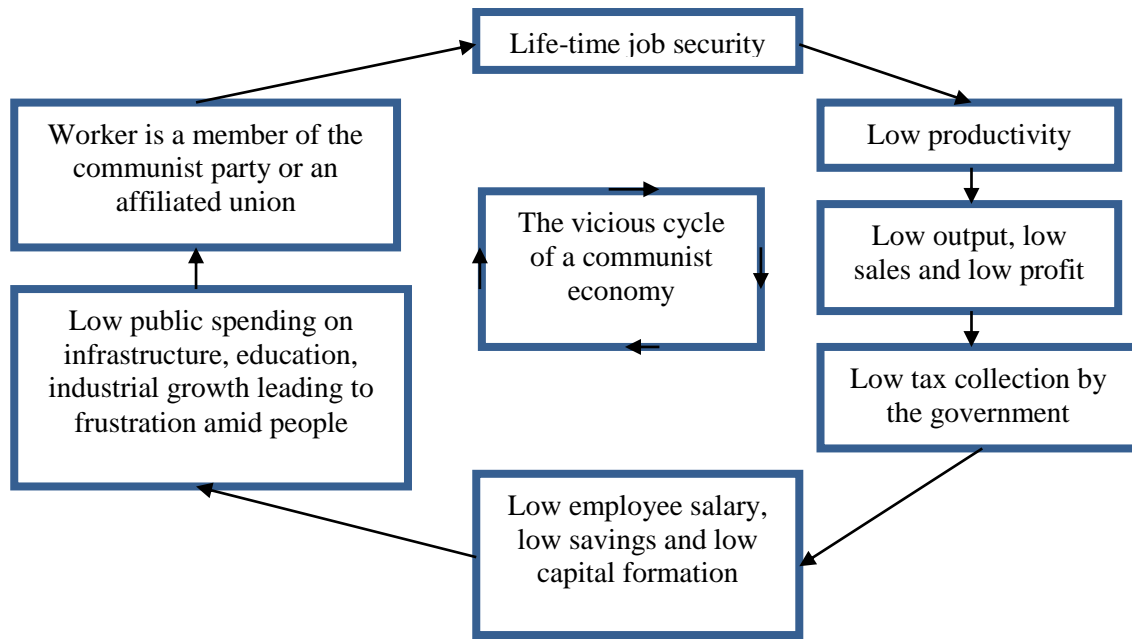 Life-time job security
Worker is a member of the
communist party or an
affiliated union
Low productivity
The vicious cycle
of a communist
economy
Low output, low
sales and low profit
Low public spending on
infrastructure, education,
industrial growth leading to
frustration amid people
Low tax collection by
the government
Low employee salary,
low savings and low
capital formation